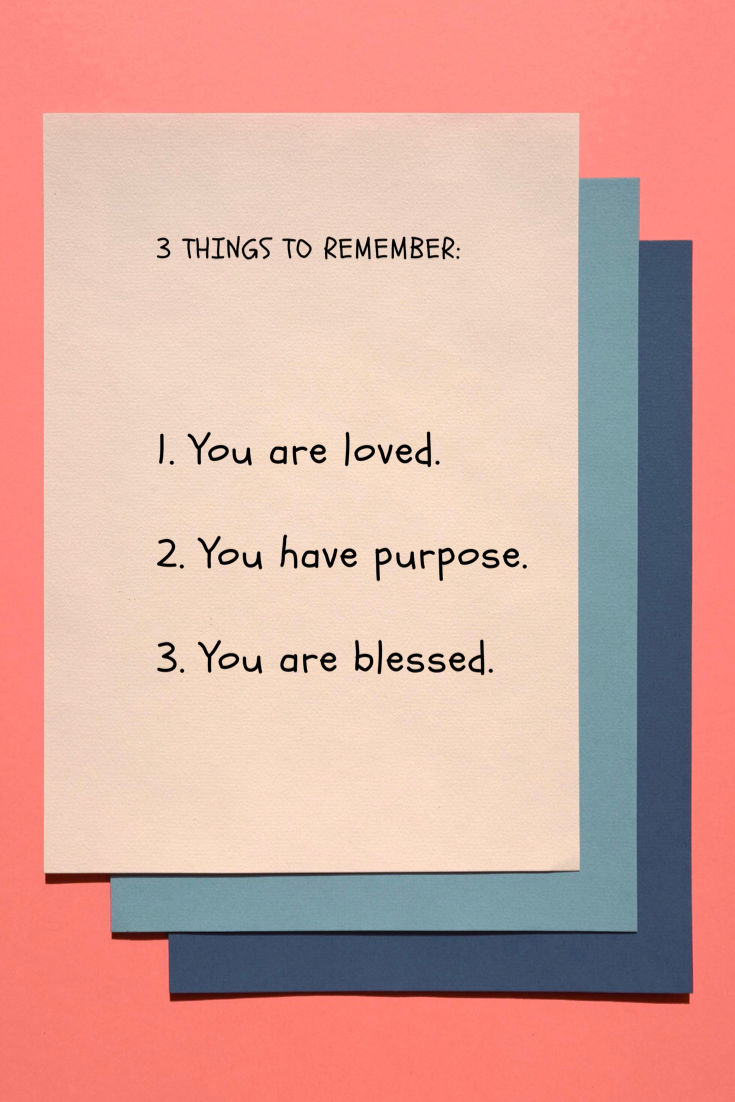 3 THINGS TO REMEMBER:
1. You are loved.
2. You have purpose.
3. You are blessed.